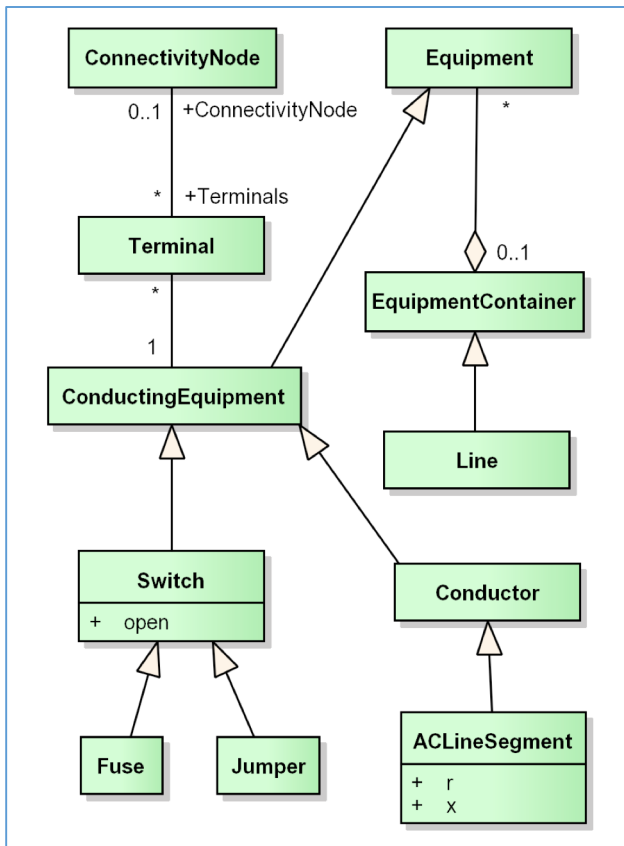 ConnectivityNode
Equipment
0..1 +ConnectivityNode
*
* +Terminals
Terminal
0..1
*
EquipmentContainer
1
ConductingEquipment
Line
Switch
+ open
Conductor
Fuse
Jumper
ACLineSegment
+ r
+ x